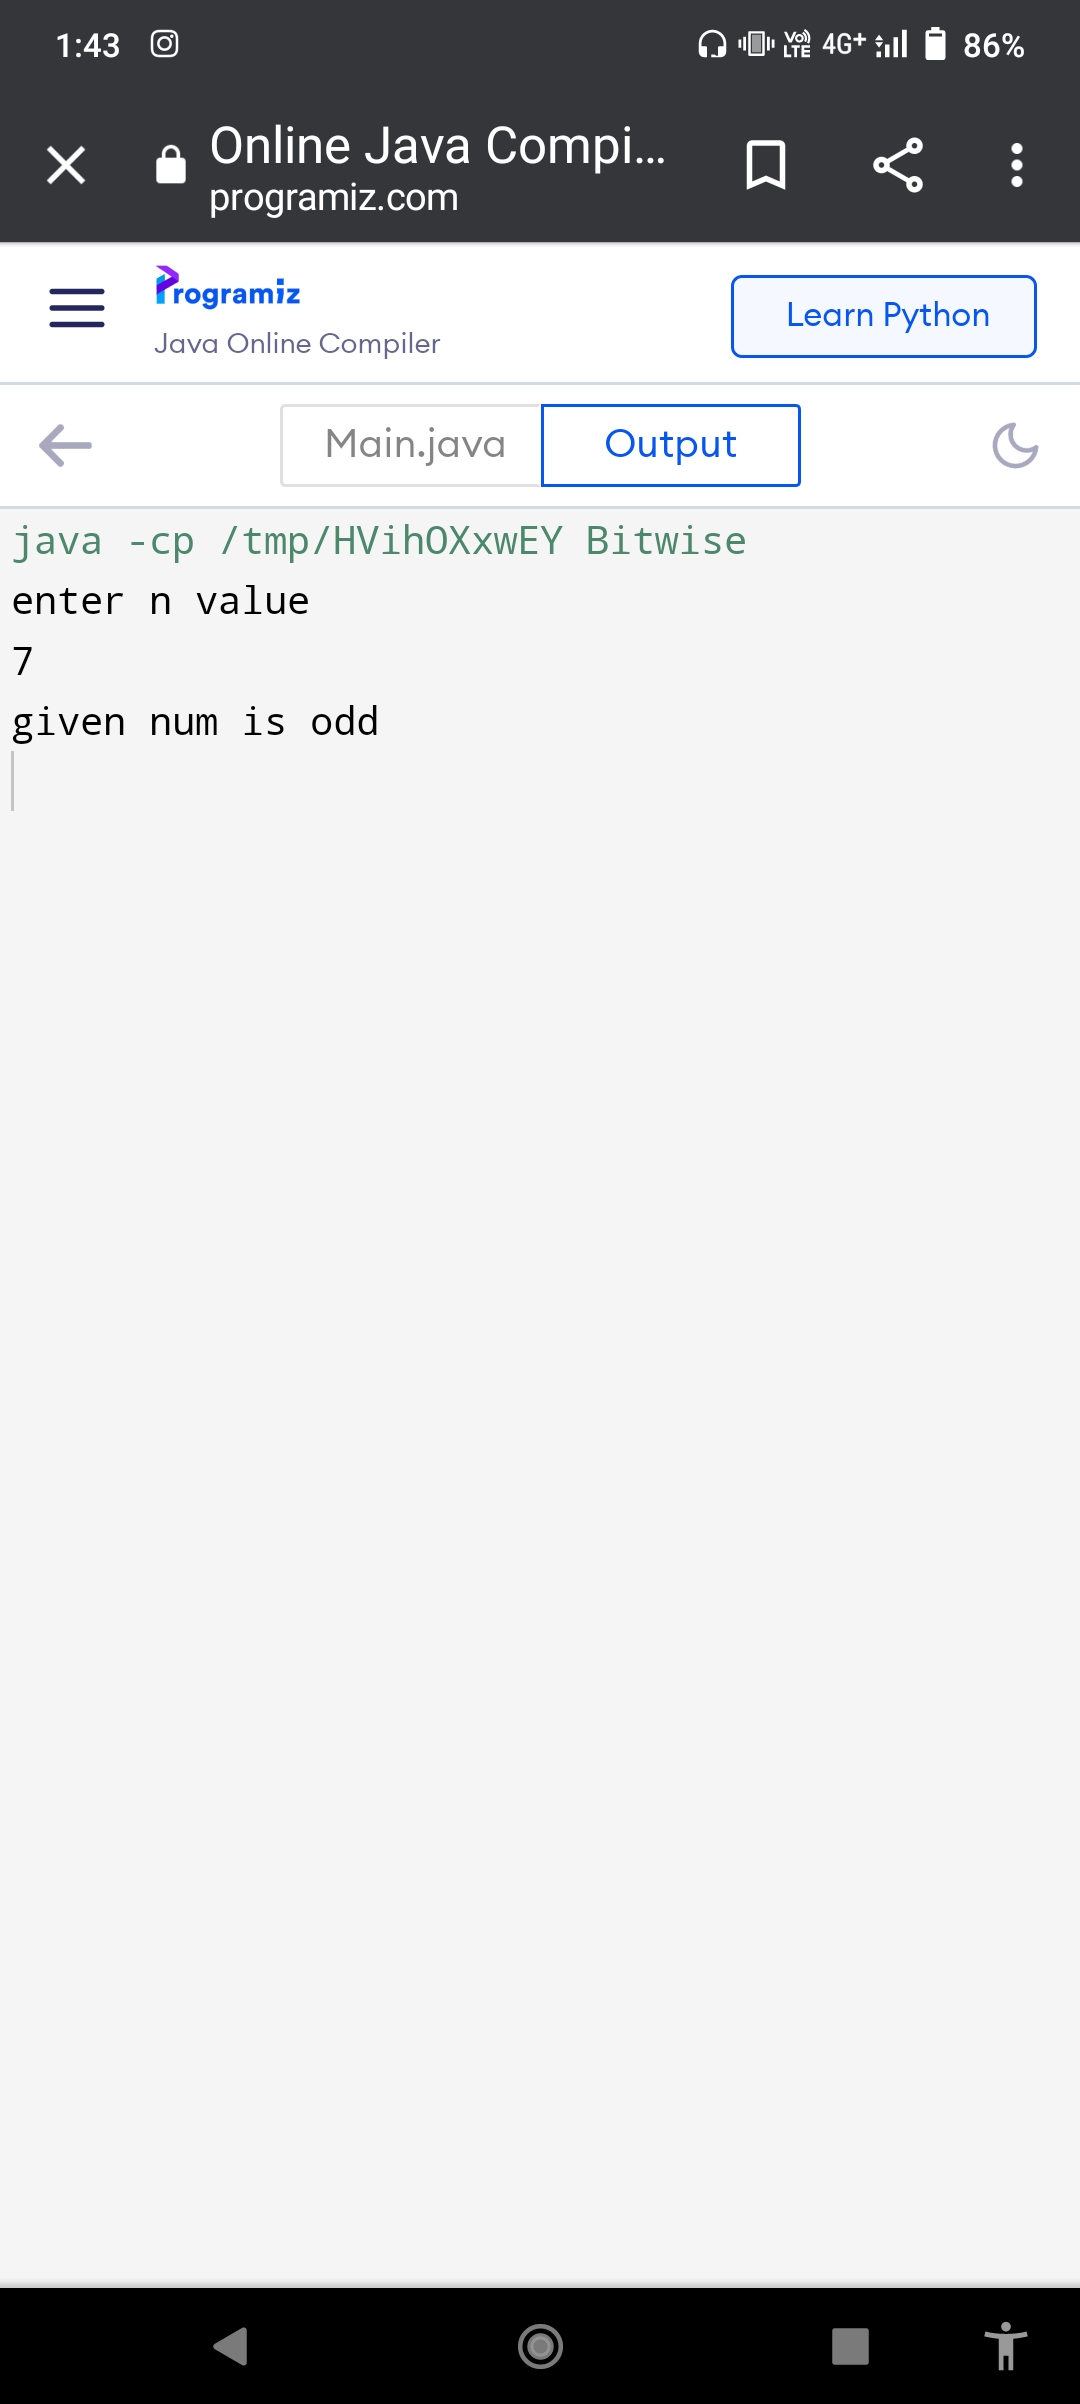 1:43 Vo) LTE 4G+ 86%
Online Java Compi...
programiz.com
Programiz
Java Online Compiler
Learn Python
Main.java Output
java -cp /tmp/HVihOXxwEY Bitwise
enter n value
7
given num is odd